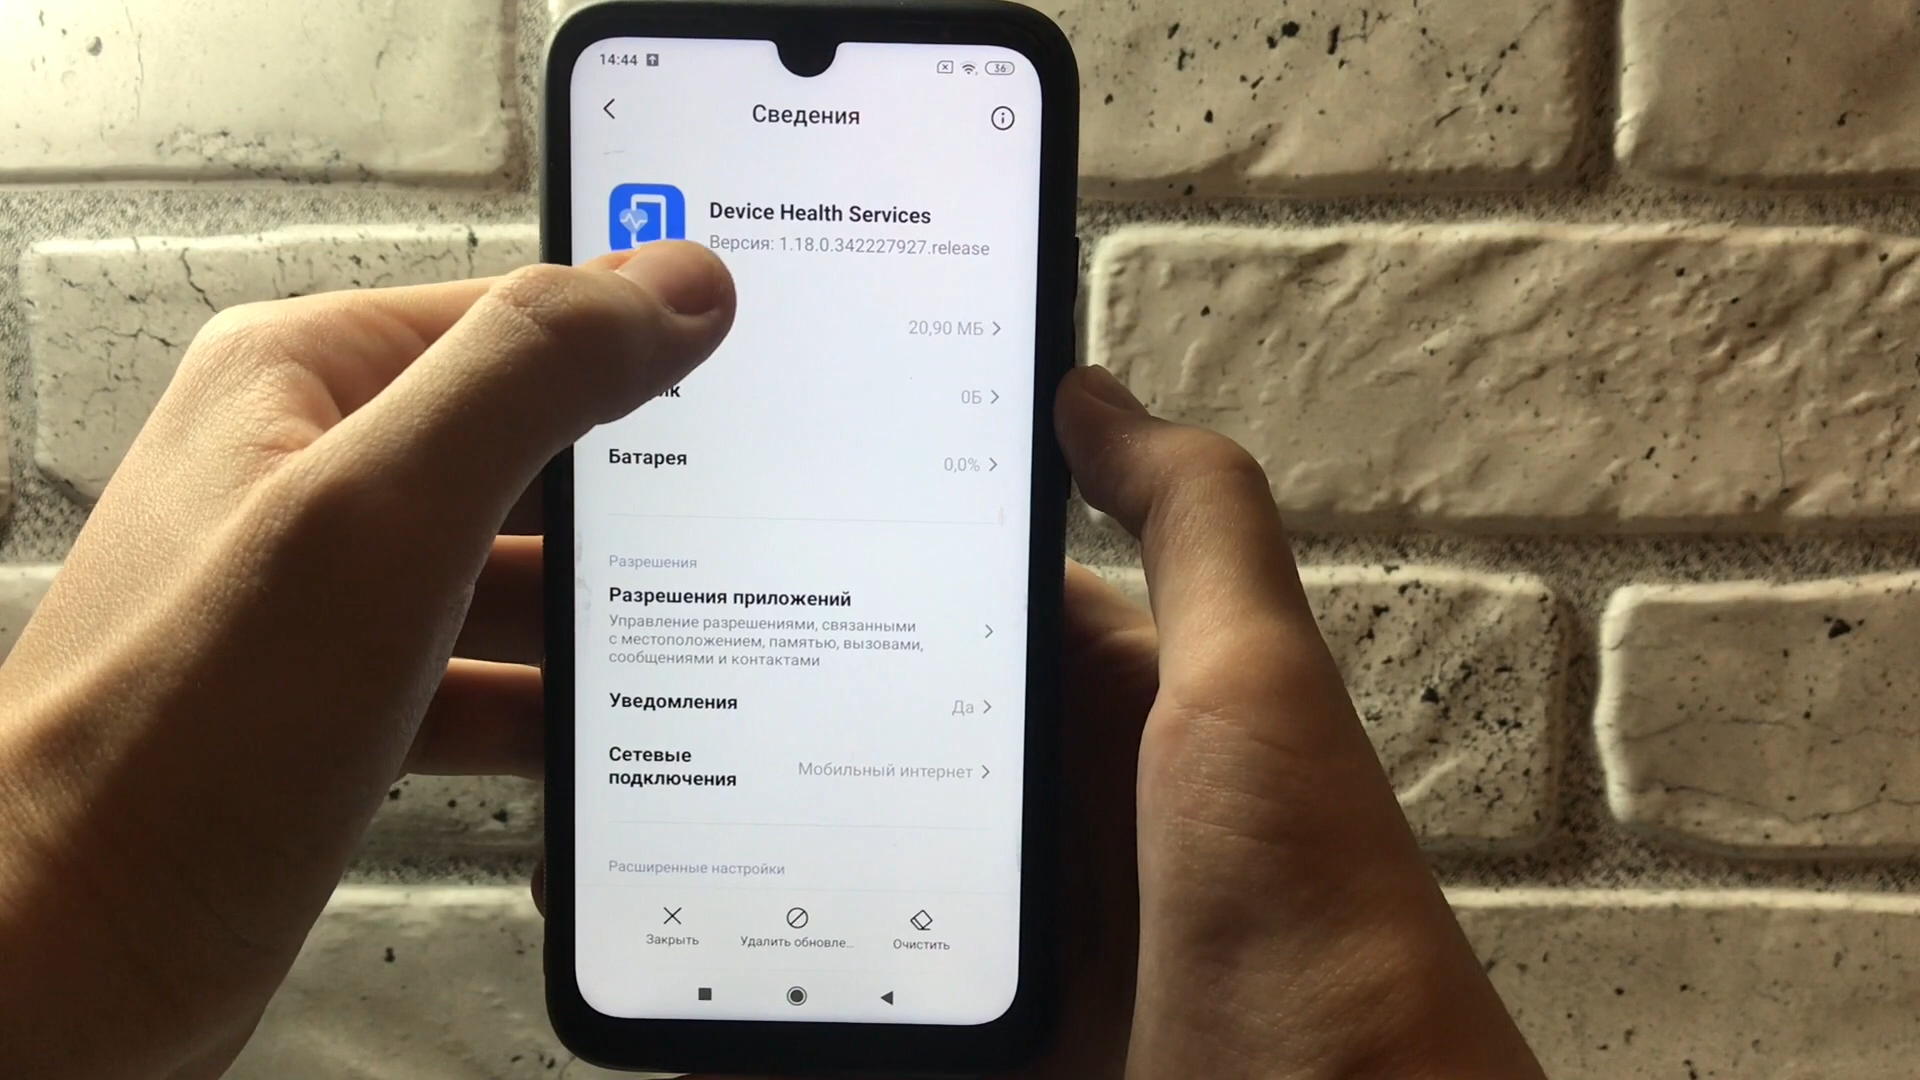 14:44
36
Сведения
Device Health Services
Версия: 1.18.0.342227927.release
20,90 МБ
0Б
Батарея
0,0%
Разрешения
Разрешения приложений
Управление разрешениями, связанными
с местоположением, памятью, вызовами,
сообщениями и контактами
Уведомления
Да
Сетевые
подключения
Мобильный интернет
Расширенные настройки
Закрыть
Удалить обновле...
Очистить